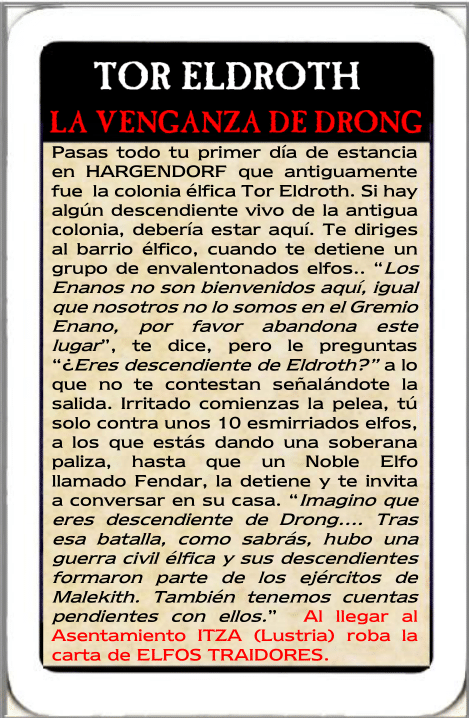 TOR ELDROTH
LA VENGANZA DE DRONG
Pasas todo tu primer día de estancia
en HARGENDORF que antiguamente
fue la colonia élfica Tor Eldroth. Si hay
algún descendiente vivo de la antigua
colonia, debería estar aquí. Te diriges
al barrio élfico, cuando te detiene un
grupo de envalentonados elfos.. “Los
Enanos no son bienvenidos aquí, igual
que nosotros no lo somos en el Gremio
Enano, por favor abandona este
lugar”, te dice, pero le preguntas
“¿Eres descendiente de Eldroth?” a lo
que no te contestan señalándote la
salida. Irritado comienzas la pelea, tú
solo contra unos 10 esmirriados elfos,
a los que estás dando una soberana
paliza, hasta que un Noble Elfo
llamado Fendar, la detiene y te invita
a conversar en su casa. “Imagino que
eres descendiente de Drong.... Tras
esa batalla, como sabrás, hubo una
guerra civil élfica y sus descendientes
formaron parte de los ejércitos de
Malekith. También tenemos cuentas
pendientes con ellos.” Al llegar al
Asentamiento ITZA (Lustria) roba la
carta de ELFOS TRAIDORES.